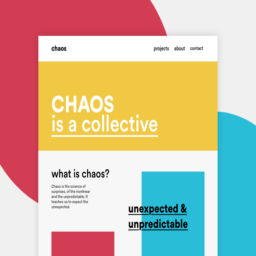 chaos projects about contact
CHAOS
is a collective
what is chaos?
Chaos is the science of
surprises, of the nonlinear
and the unpredictable. It
teaches us to expect the
unexpected.
unexpected &
unpredictable